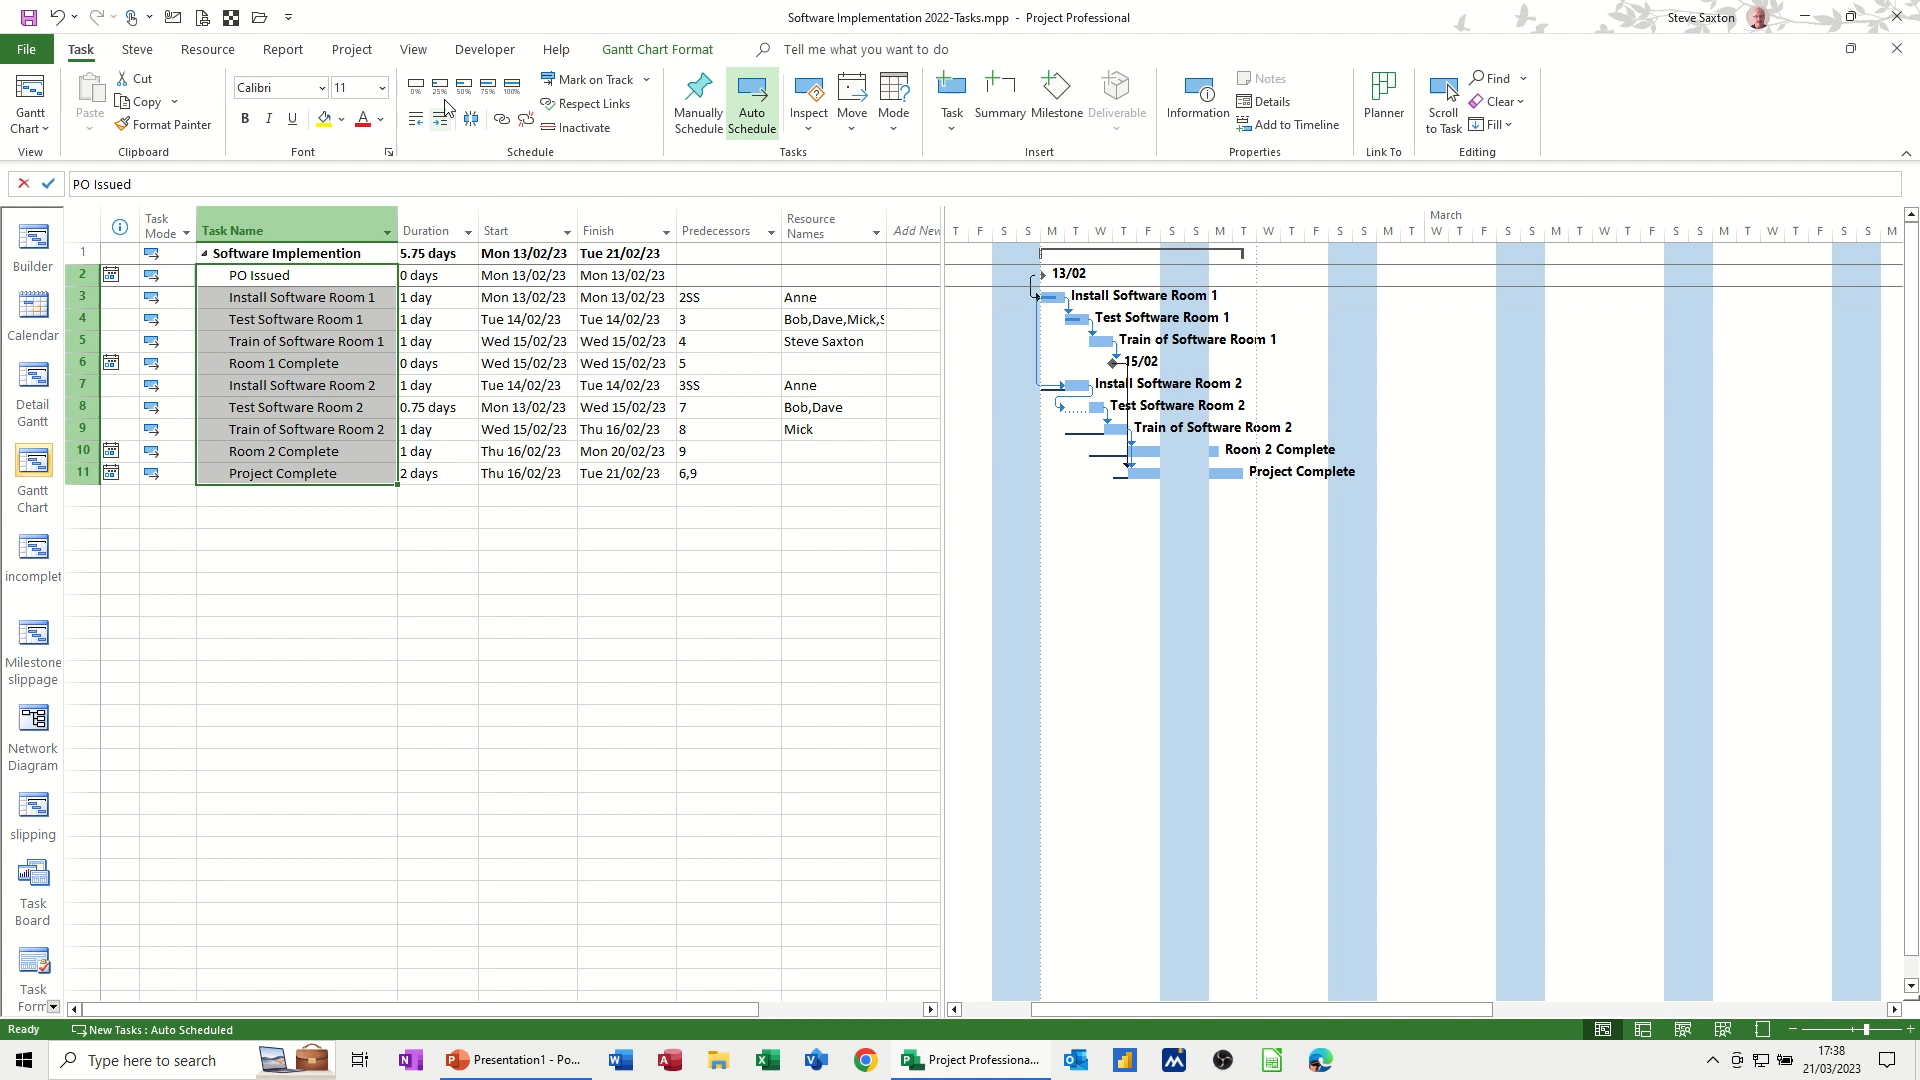 Software Implementation 2022-Tasks.mpp - Project Professional
Steve Saxton
File Task Steve Resource Report Project View Developer Help Gantt Chart Format Tell me what you want to do
Gantt Chart
View
Paste
Cut
Copy
Format Painter
Clipboard
Calibri 11
B I U A
Font
0% 25% 50% 75% 100%
Mark on Track
Respect Links
Inactivate
Schedule
Manually Schedule
Auto Schedule
Inspect
Move
Mode
Tasks
Task
Summary
Milestone
Deliverable
Insert
Information
Notes
Details
Add to Timeline
Properties
Planner
Link To
Scroll to Task
Find
Clear
Fill
Editing
PO Issued
Builder
Calendar
Detail Gantt
Gantt Chart
incomplet
Milestone slippage
Network Diagram
slipping
Task Board
Task Form
Task Mode Task Name Duration Start Finish Predecessors Resource Names Add New
1 Software Implemention 5.75 days Mon 13/02/23 Tue 21/02/23
2 PO Issued 0 days Mon 13/02/23 Mon 13/02/23
3 Install Software Room 1 1 day Mon 13/02/23 Mon 13/02/23 2SS Anne
4 Test Software Room 1 1 day Tue 14/02/23 Tue 14/02/23 3 Bob,Dave,Mick,S
5 Train of Software Room 1 1 day Wed 15/02/23 Wed 15/02/23 4 Steve Saxton
6 Room 1 Complete 0 days Wed 15/02/23 Wed 15/02/23 5
7 Install Software Room 2 1 day Tue 14/02/23 Tue 14/02/23 3SS Anne
8 Test Software Room 2 0.75 days Mon 13/02/23 Wed 15/02/23 7 Bob,Dave
9 Train of Software Room 2 1 day Wed 15/02/23 Thu 16/02/23 8 Mick
10 Room 2 Complete 1 day Thu 16/02/23 Mon 20/02/23 9
11 Project Complete 2 days Thu 16/02/23 Tue 21/02/23 6,9
March
T F S S M T W T F S S M T W T F S S M T W T F S S M T W T F S S M T W T F S S M
13/02
Install Software Room 1
Test Software Room 1
Train of Software Room 1
15/02
Install Software Room 2
Test Software Room 2
Train of Software Room 2
Room 2 Complete
Project Complete
Ready New Tasks : Auto Scheduled
Type here to search
Presentation1 - Po...
Project Professiona...
17:38
21/03/2023